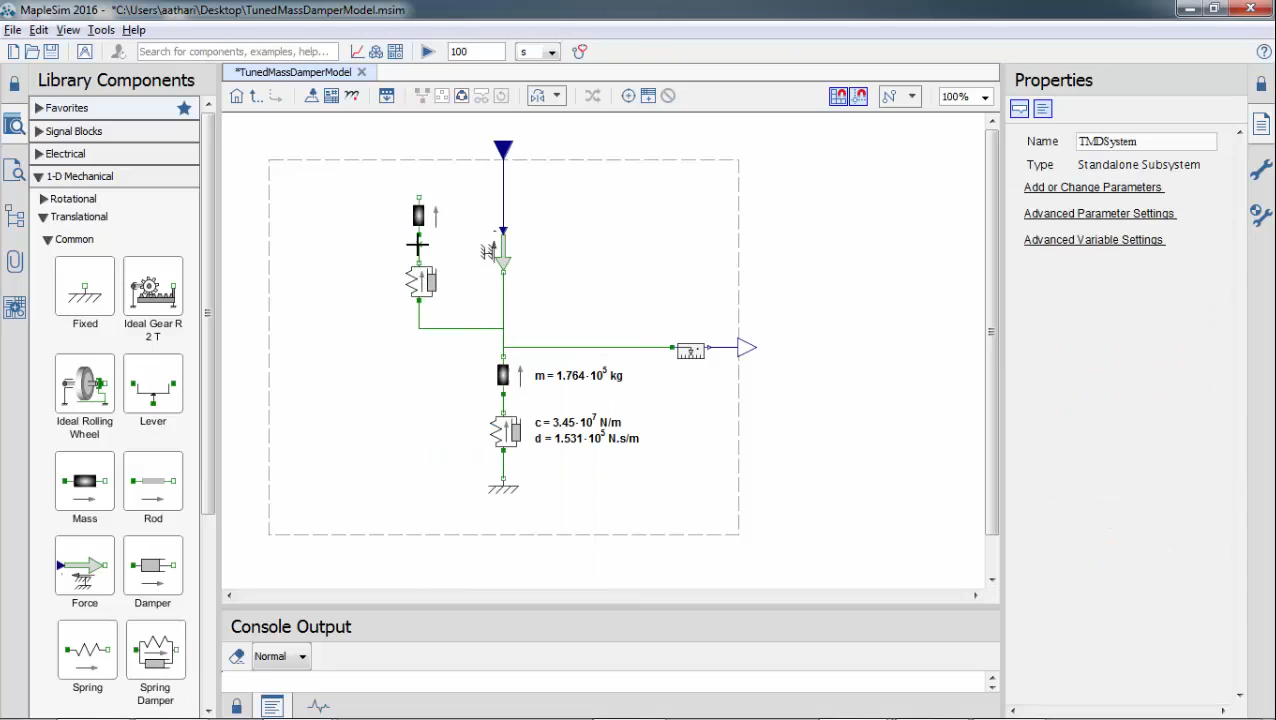 MapleSim 2016 - *C:\Users\aathari\Desktop\TunedMassDamperModel.msim
File Edit View Tools Help
Search for components, examples, help...
100
s
Library Components
*TunedMassDamperModel
Properties
100%
Favorites
Signal Blocks
Electrical
1-D Mechanical
Rotational
Translational
Common
Fixed
Ideal Gear R 2 T
Ideal Rolling Wheel
Lever
Mass
Rod
Force
Damper
Spring
Spring Damper
m = 1.764·10⁵ kg
c = 3.45·10⁷ N/m
d = 1.531·10⁵ N.s/m
Name TMDSystem
Type Standalone Subsystem
Add or Change Parameters
Advanced Parameter Settings
Advanced Variable Settings
Console Output
Normal